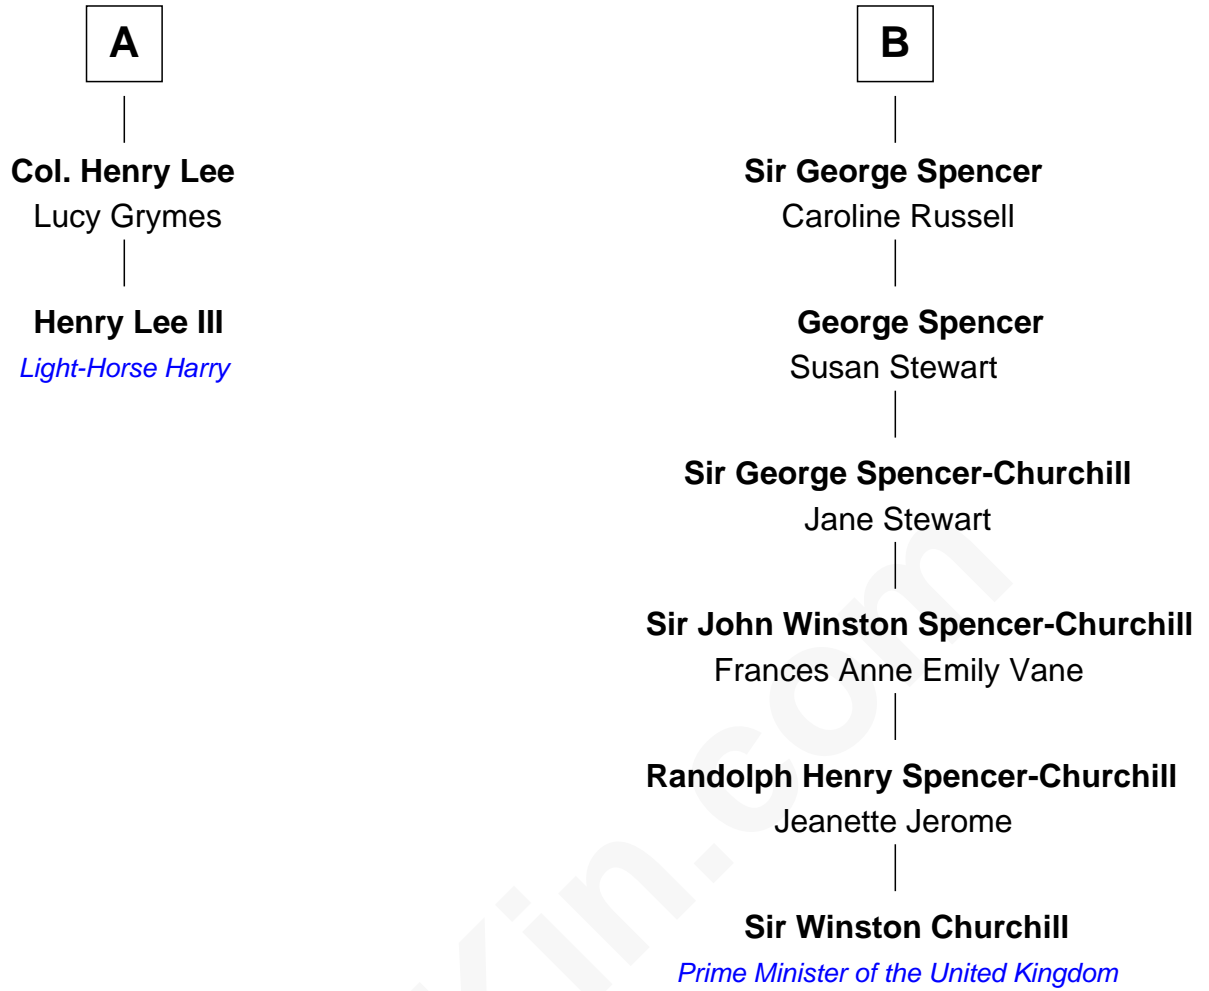 A
Col. Henry Lee
Lucy Grymes
Henry Lee III
Light-Horse Harry
B
Sir George Spencer
Caroline Russell
George Spencer
Susan Stewart
Sir George Spencer-Churchill
Jane Stewart
Sir John Winston Spencer-Churchill
Frances Anne Emily Vane
Randolph Henry Spencer-Churchill
Jeanette Jerome
Sir Winston Churchill
Prime Minister of the United Kingdom
Kin.com